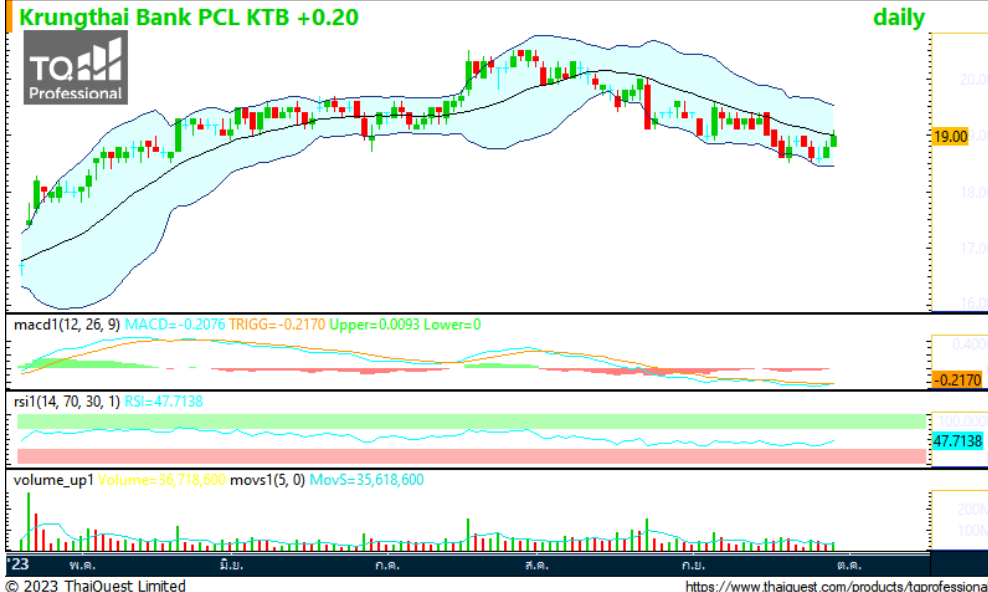 Krungthai Bank PCL KTB +0.20 daily
TQ
Professional
20.00
19.00
18.00
17.00
16.00
macd1(12, 26, 9) MACD=-0.2076 TRIGG=-0.2170 Upper=0.0093 Lower=0
0.4000
-0.2170
rsi1(14, 70, 30, 1) RSI=47.7138
100.0000
47.7138
volume_up1 Volume=36,718,600 movs1(5, 0) MovS=35,618,600
200M
100M
'23 พ.ค. มิ.ย. ก.ค. ส.ค. ก.ย. ต.ค.
© 2023 ThaiQuest Limited https://www.thaiquest.com/products/tqprofessional